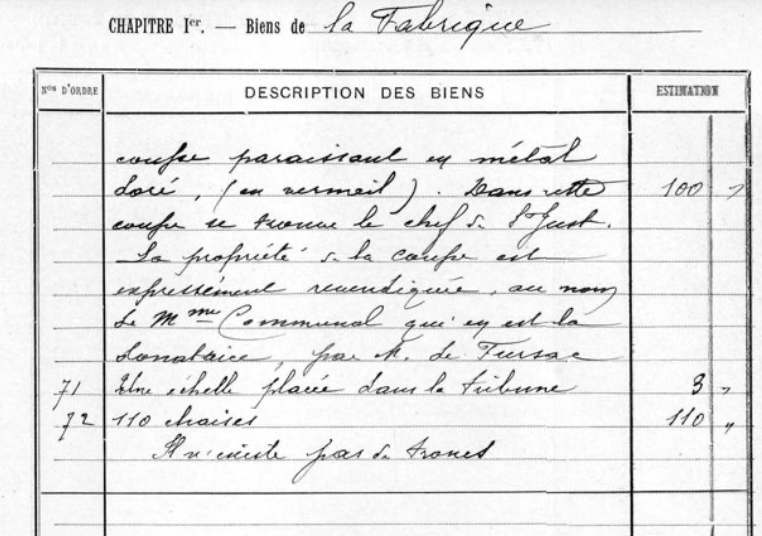 CHAPITRE Ier. — Biens de La Fabrique
Nos D'ORDRE DESCRIPTION DES BIENS ESTIMATION
coupe paraissant en métal
doré, (en vermeil). Dans cette 100 "
coupe se trouve le chef de St Just.
La propriété de la coupe est
expressément revendiquée, au nom
de Mme Communal qui en est la
donataire, par M. de Fursac
71 Une échelle placée dans la tribune 3 "
72 110 chaises 110 "
Il n'existe pas de troncs